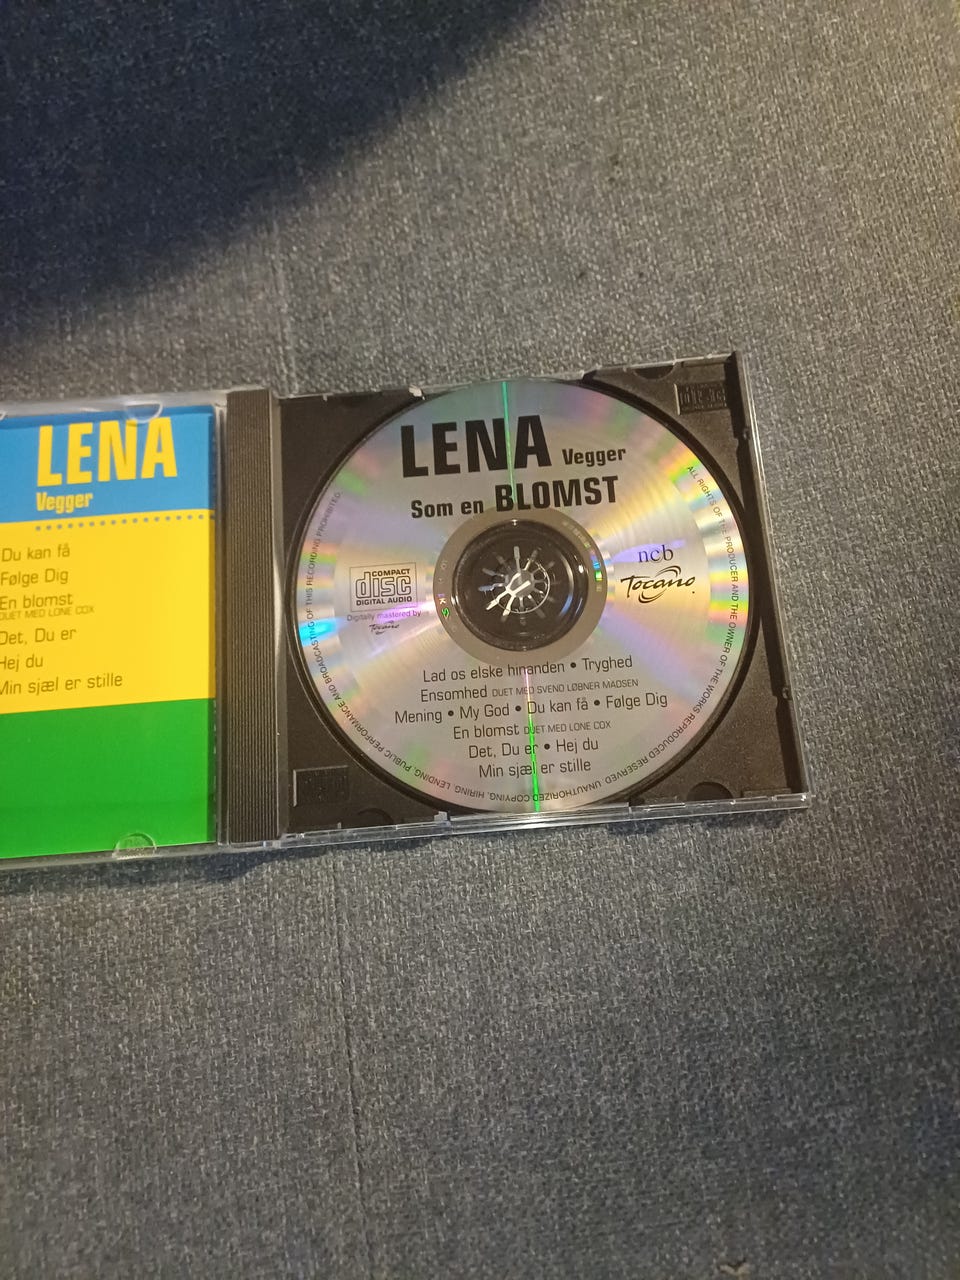 LENA
Vegger
Du kan få
Følge Dig
En blomst
DUET MED LONE COX
Det, Du er
Hej du
Min sjæl er stille
LENA Vegger
Som en BLOMST
COMPACT
disc
DIGITAL AUDIO
Digitally mastered by
Tocano
ncb
Tocano
Lad os elske hinanden • Tryghed
Ensomhed DUET MED SVEND LØBNER MADSEN
Mening • My God • Du kan få • Følge Dig
En blomst DUET MED LONE COX
Det, Du er • Hej du
Min sjæl er stille
ALL RIGHTS OF THE PRODUCER AND THE OWNER OF THE WORKS REPRODUCED RESERVED. UNAUTHORIZED COPYING, HIRING, LENDING, PUBLIC PERFORMANCE AND BROADCASTING OF THIS RECORDING PROHIBITED.